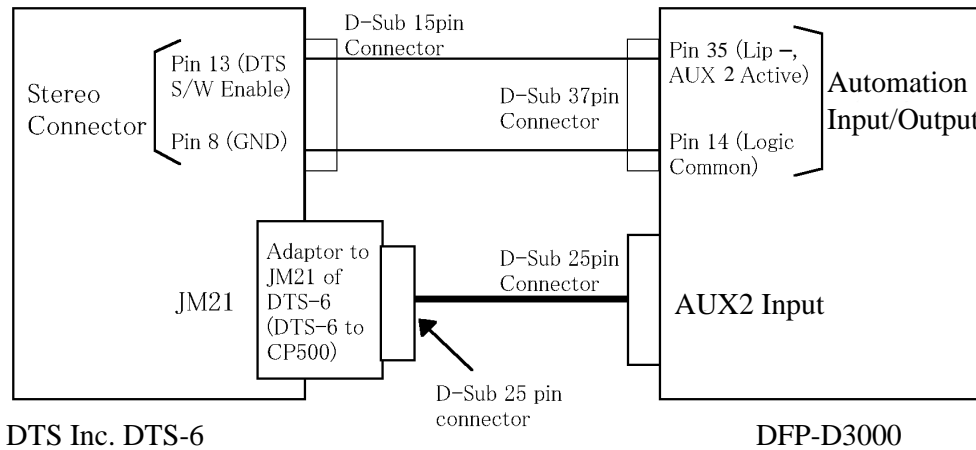 D-Sub 15pin
Connector
Stereo
Connector
Pin 13 (DTS
S/W Enable)
Pin 8 (GND)
D-Sub 37pin
Connector
Pin 35 (Lip -,
AUX 2 Active)
Pin 14 (Logic
Common)
Automation
Input/Output
JM21
Adaptor to
JM21 of
DTS-6
(DTS-6 to
CP500)
D-Sub 25pin
Connector
AUX2 Input
D-Sub 25 pin
connector
DTS Inc. DTS-6
DFP-D3000